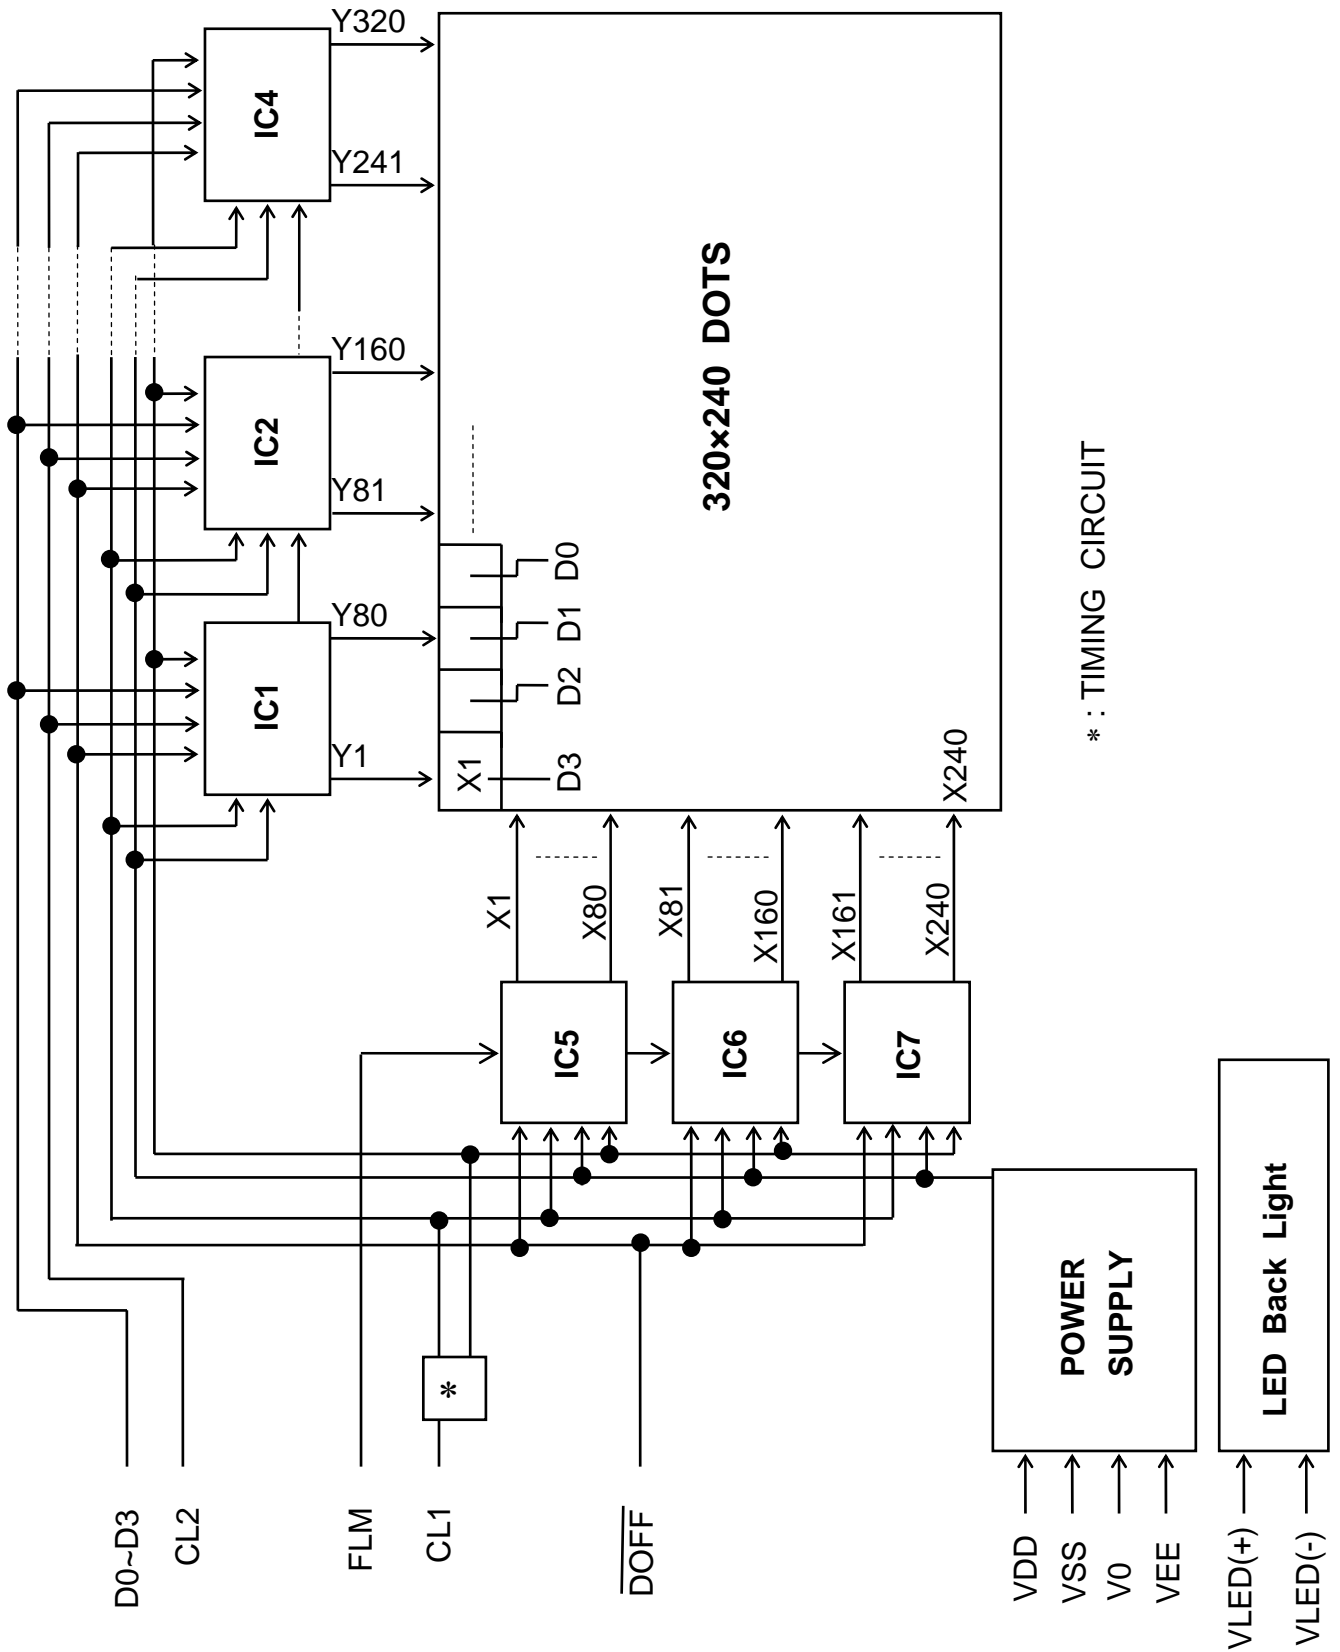 Y320
IC4
Y241
Y160
IC2
Y81
Y80
IC1
Y1
320×240 DOTS
D0
D1
D2
D3
X1
X240
* : TIMING CIRCUIT
X1
X80
X81
X160
X161
X240
IC5
IC6
IC7
*
POWER
SUPPLY
LED Back Light
D0~D3
CL2
FLM
CL1
DOFF
VDD
VSS
V0
VEE
VLED(+)
VLED(-)